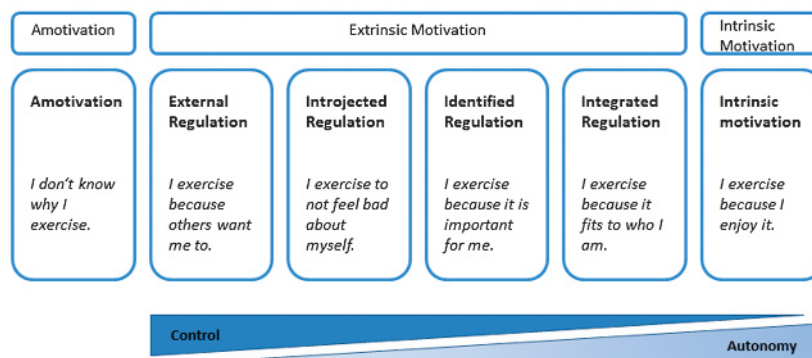 Amotivation
Extrinsic Motivation
Intrinsic
Motivation
Amotivation
I don't know
why I
exercise.
External
Regulation
I exercise
because
others want
me to.
Introjected
Regulation
I exercise to
not feel bad
about
myself.
Identified
Regulation
I exercise
because it is
important
for me.
Integrated
Regulation
I exercise
because it
fits to who I
am.
Intrinsic
motivation
I exercise
because I
enjoy it.
Control
Autonomy